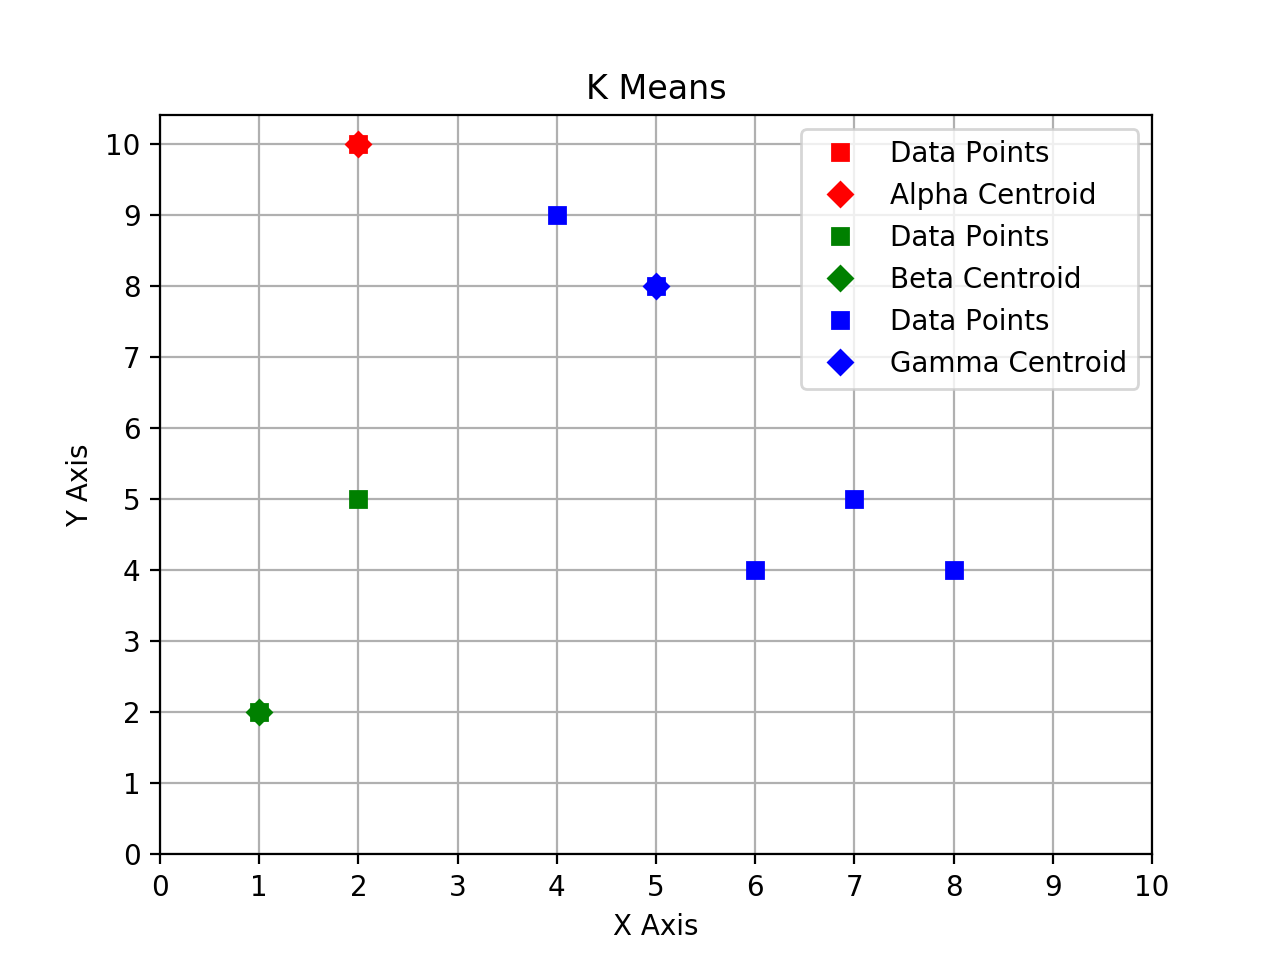 K Means
Data Points
Alpha Centroid
Data Points
Beta Centroid
Data Points
Gamma Centroid
10
9
8
7
6
5
4
3
2
1
0
Y Axis
0 1 2 3 4 5 6 7 8 9 10
X Axis